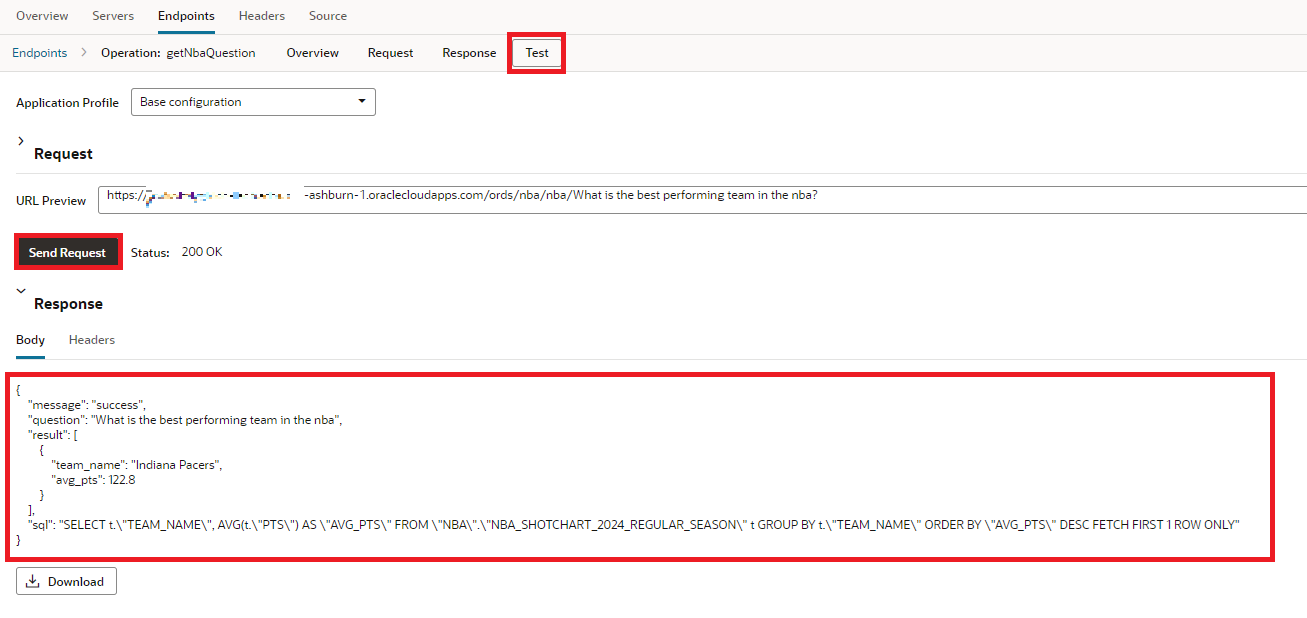 Overview Servers Endpoints Headers Source
Endpoints > Operation: getNbaQuestion Overview Request Response Test
Application Profile Base configuration
Request
URL Preview https:// -ashburn-1.oraclecloudapps.com/ords/nba/nba/What is the best performing team in the nba?
Send Request Status: 200 OK
Response
Body Headers
{
"message": "success",
"question": "What is the best performing team in the nba",
"result": [
{
"team_name": "Indiana Pacers",
"avg_pts": 122.8
}
],
"sql": "SELECT t.\"TEAM_NAME\", AVG(t.\"PTS\") AS \"AVG_PTS\" FROM \"NBA\".\"NBA_SHOTCHART_2024_REGULAR_SEASON\" t GROUP BY t.\"TEAM_NAME\" ORDER BY \"AVG_PTS\" DESC FETCH FIRST 1 ROW ONLY"
}
Download